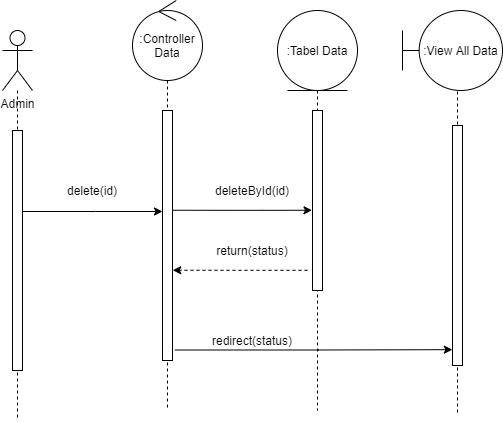 :Controller
Data
:Tabel Data
:View All Data
Admin
delete(id)
deleteById(id)
return(status)
redirect(status)